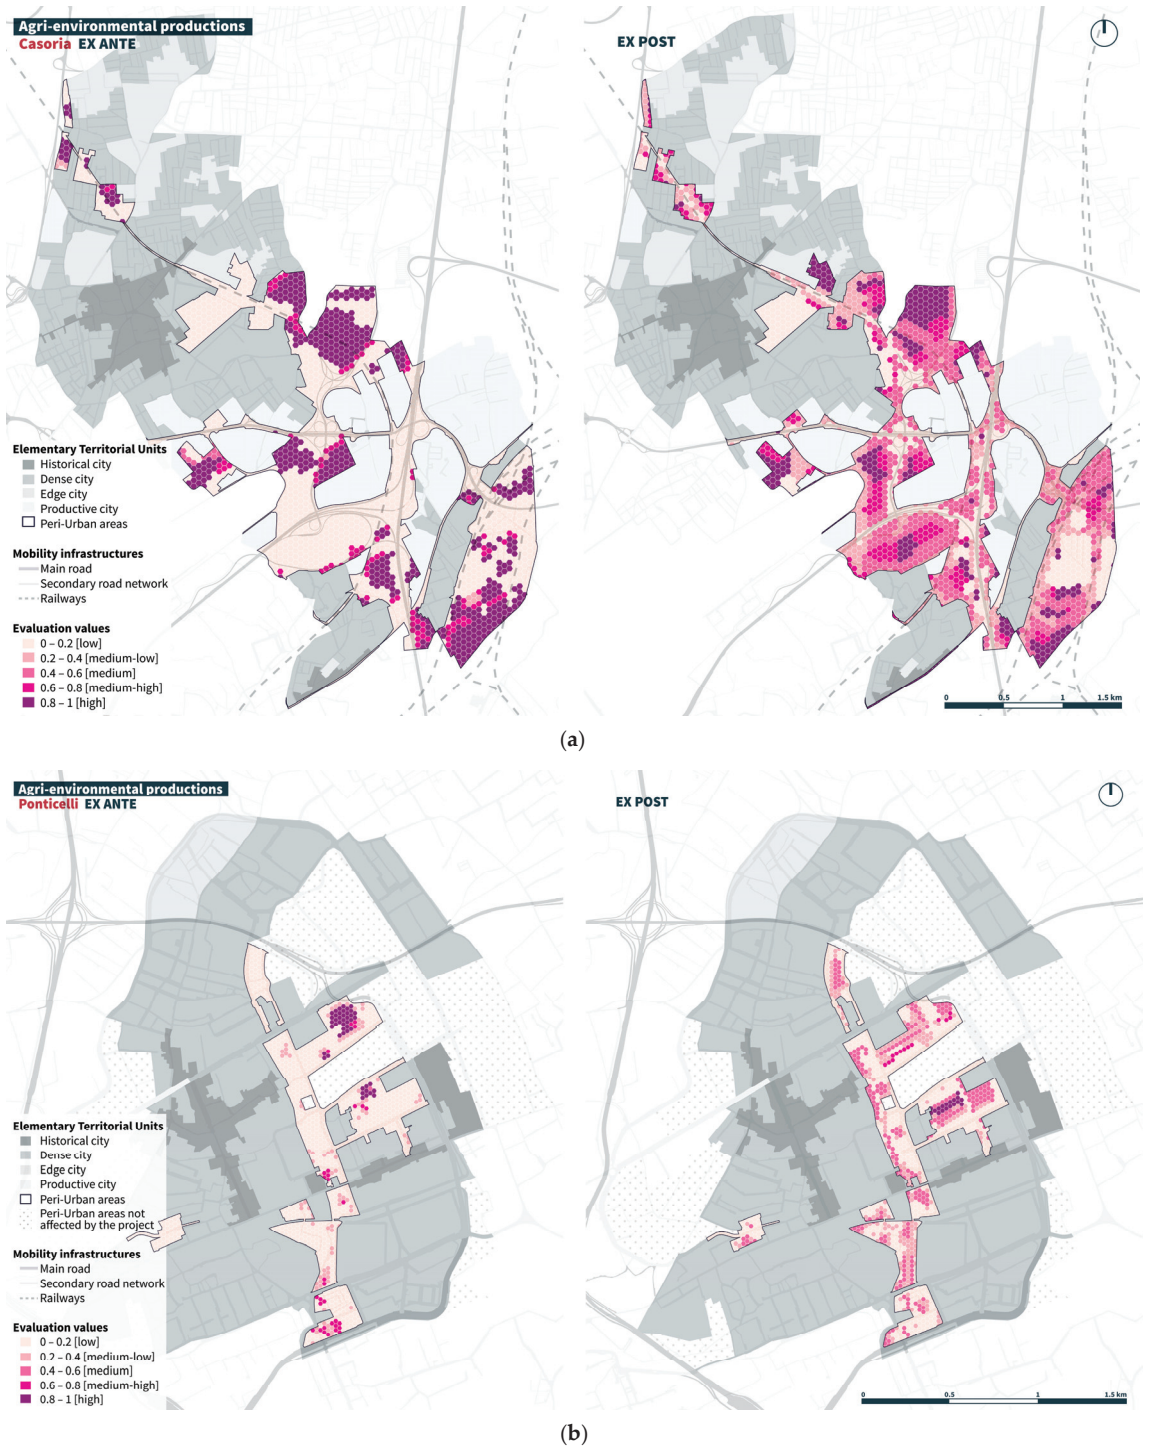 Agri-environmental productions
Casoria EX ANTE
EX POST
Elementary Territorial Units
Historical city
Dense city
Edge city
Productive city
Peri-Urban areas
Mobility infrastructures
Main road
Secondary road network
Railways
Evaluation values
0 – 0.2 [low]
0.2 – 0.4 [medium-low]
0.4 – 0.6 [medium]
0.6 – 0.8 [medium-high]
0.8 – 1 [high]
0 0.5 1 1.5 km
(a)
Agri-environmental productions
Ponticelli EX ANTE
EX POST
Elementary Territorial Units
Historical city
Dense city
Edge city
Productive city
Peri-Urban areas
Peri-Urban areas not
affected by the project
Mobility infrastructures
Main road
Secondary road network
Railways
Evaluation values
0 – 0.2 [low]
0.2 – 0.4 [medium-low]
0.4 – 0.6 [medium]
0.6 – 0.8 [medium-high]
0.8 – 1 [high]
0 0.5 1 1.5 km
(b)